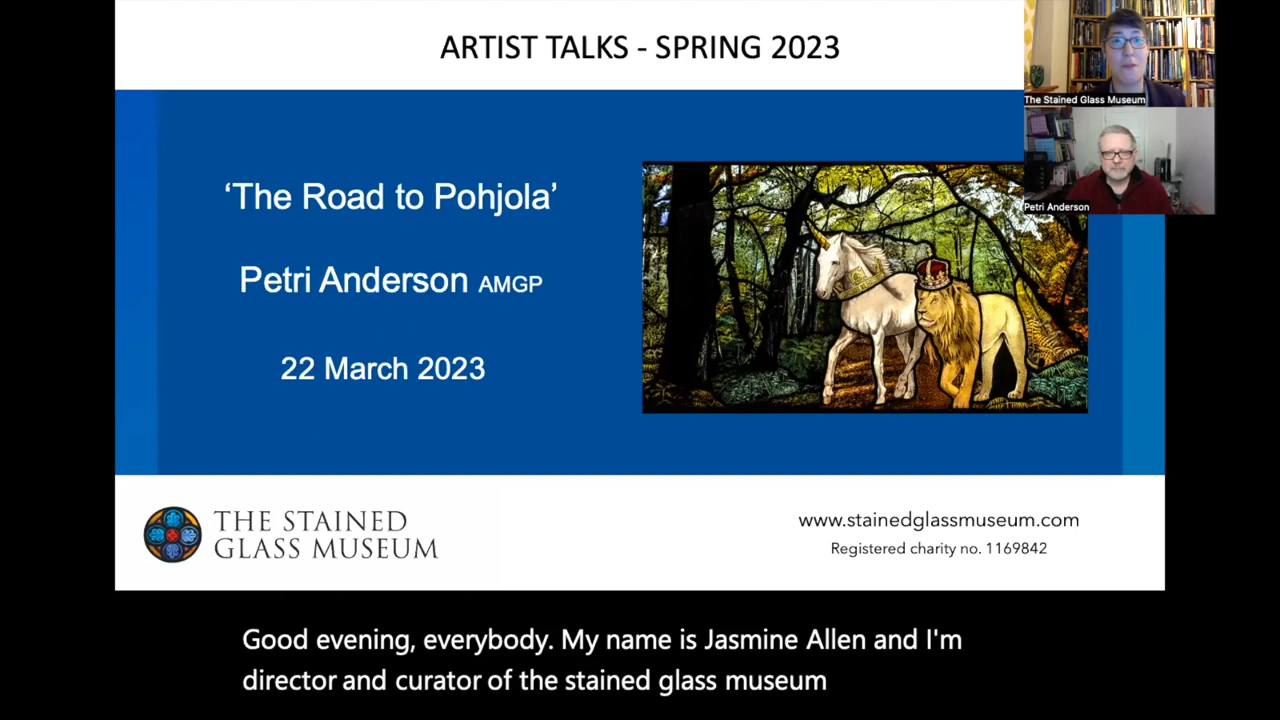 ARTIST TALKS - SPRING 2023
The Stained Glass Museum
Petri Anderson
‘The Road to Pohjola’
Petri Anderson AMGP
22 March 2023
THE STAINED
GLASS MUSEUM
www.stainedglassmuseum.com
Registered charity no. 1169842
Good evening, everybody. My name is Jasmine Allen and I'm
director and curator of the stained glass museum